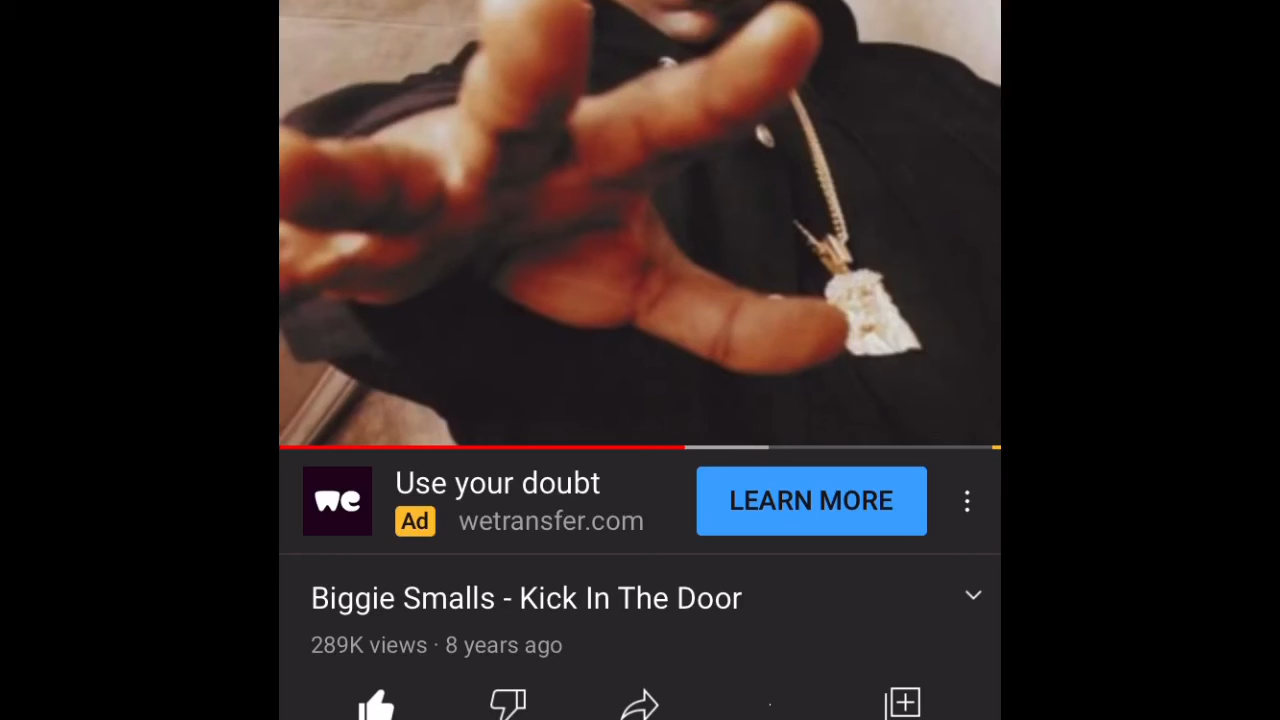 Use your doubt
we
LEARN MORE
Ad wetransfer.com
Biggie Smalls - Kick In The Door
289K views · 8 years ago